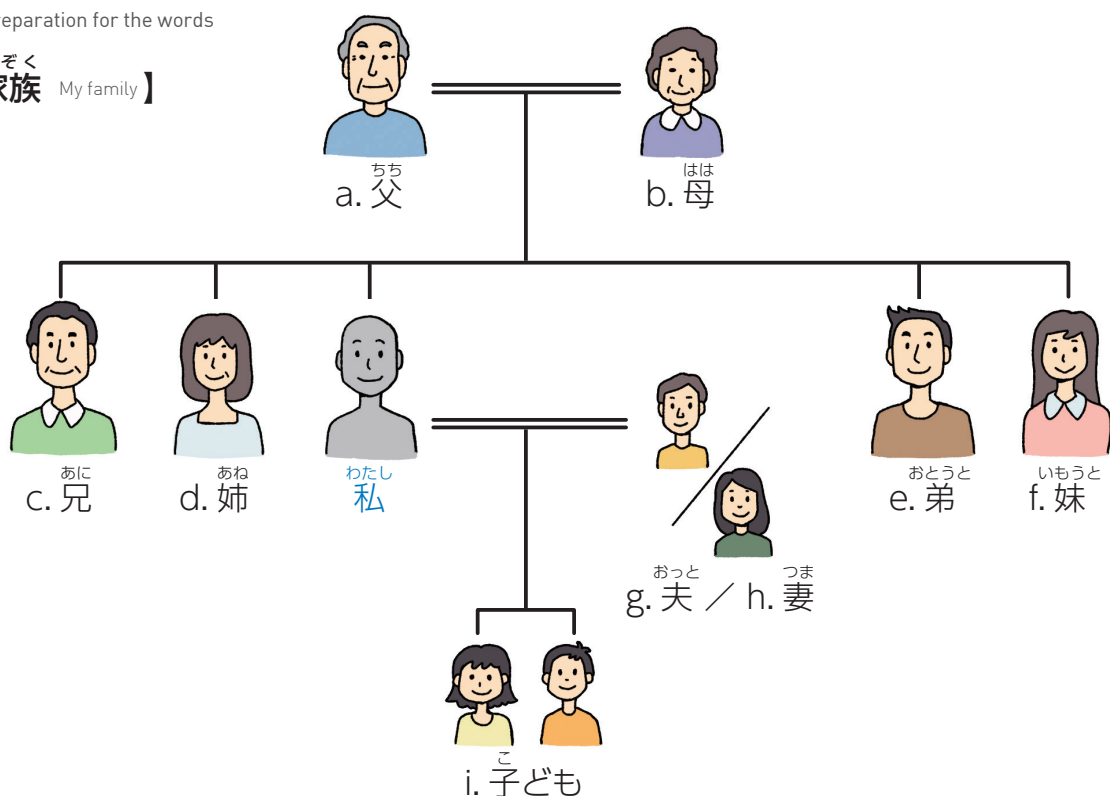 reparation for the words
ぞく
族 My family】
ちち
a. 父
はは
b. 母
あに
c. 兄
あね
d. 姉
わたし
私
おとうと
e. 弟
いもうと
f. 妹
おっと つま
g. 夫 ／ h. 妻
こ
i. 子ども